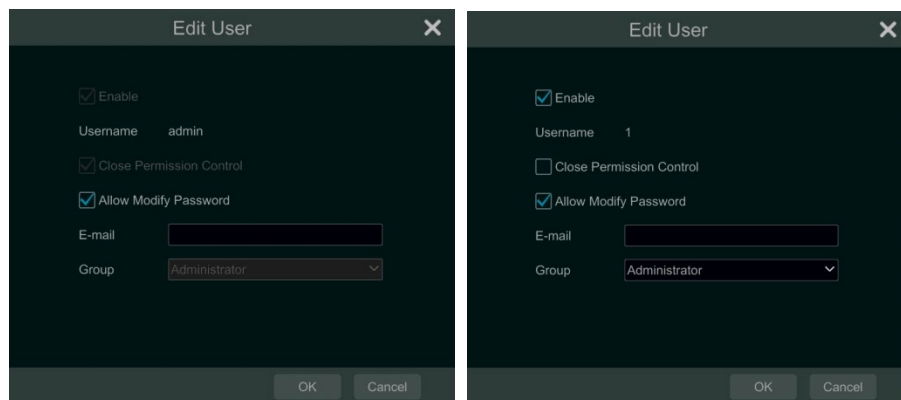 Edit User
Enable
Username admin
Close Permission Control
Allow Modify Password
E-mail
Group Administrator
OK Cancel
Edit User
Enable
Username 1
Close Permission Control
Allow Modify Password
E-mail
Group Administrator
OK Cancel